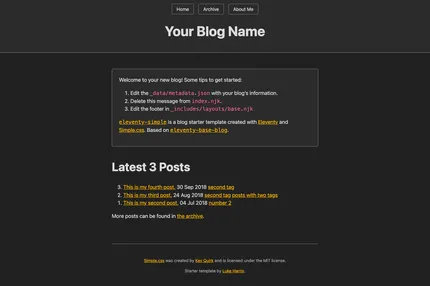 Home Archive About Me
Your Blog Name
Welcome to your new blog! Some tips to get started:
1. Edit the _data/metadata.json with your blog's information.
2. Delete this message from index.njk.
3. Edit the footer in _includes/layouts/base.njk
eleventy-simple is a blog starter template created with Eleventy and
Simple.css. Based on eleventy-base-blog.
Latest 3 Posts
3. This is my fourth post, 30 Sep 2018 second tag
2. This is my third post, 24 Aug 2018 second tag posts with two tags
1. This is my second post, 04 Jul 2018 number 2
More posts can be found in the archive.
Simple.css was created by Kev Quirk and is licensed under the MIT license.
Starter template by Luke Harris.